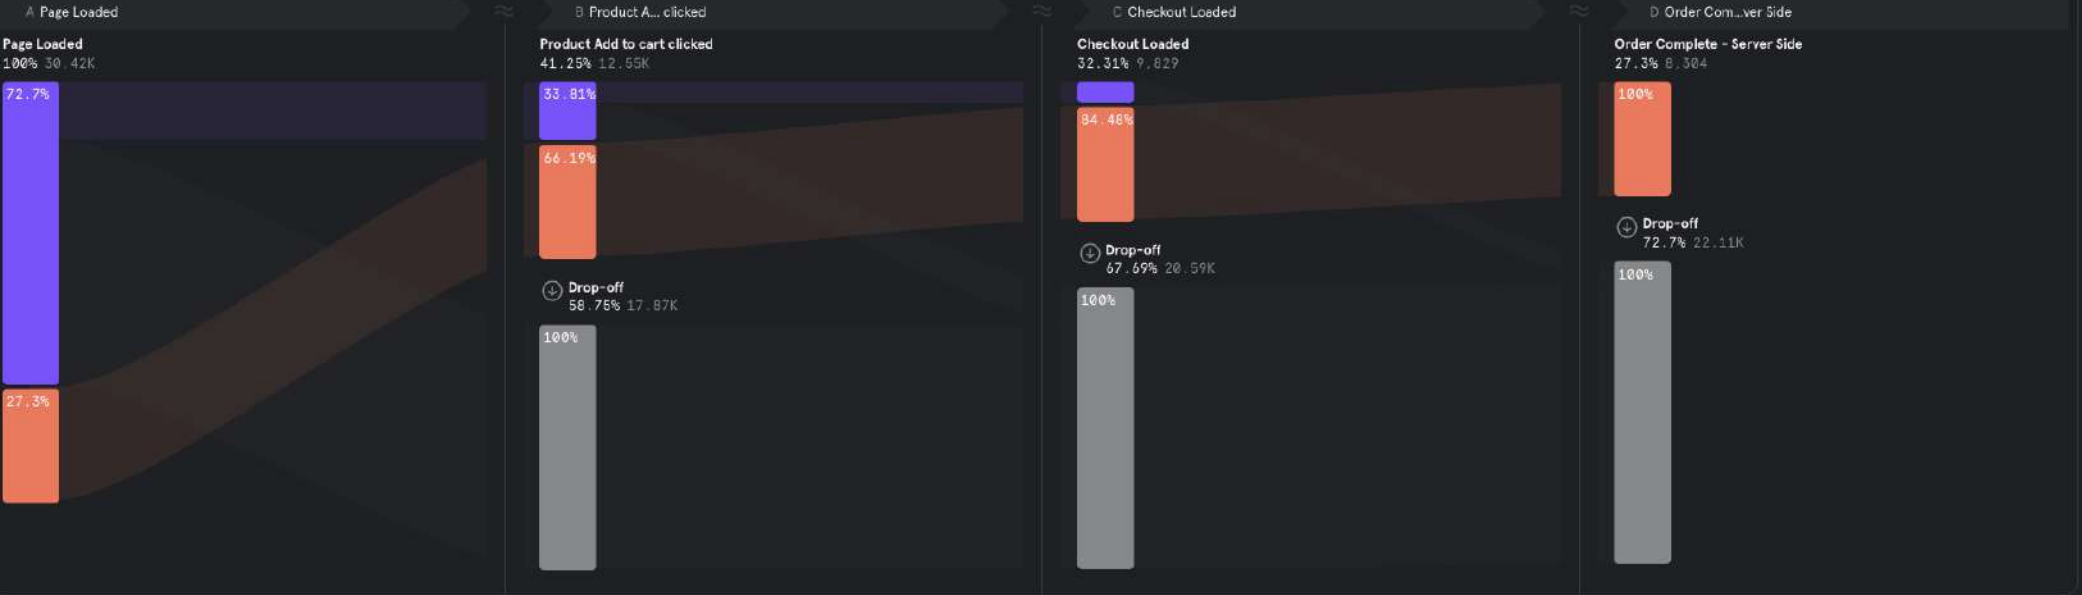 A Page Loaded
B Product A... clicked
C Checkout Loaded
D Order Com...ver Side
Page Loaded
100% 30.42K
72.7%
27.3%
Product Add to cart clicked
41.25% 12.55K
33.81%
66.19%
Drop-off
58.75% 17.87K
100%
Checkout Loaded
32.31% 9,829
84.48%
Drop-off
67.69% 20.59K
100%
Order Complete - Server Side
27.3% 8,304
100%
Drop-off
72.7% 22.11K
100%